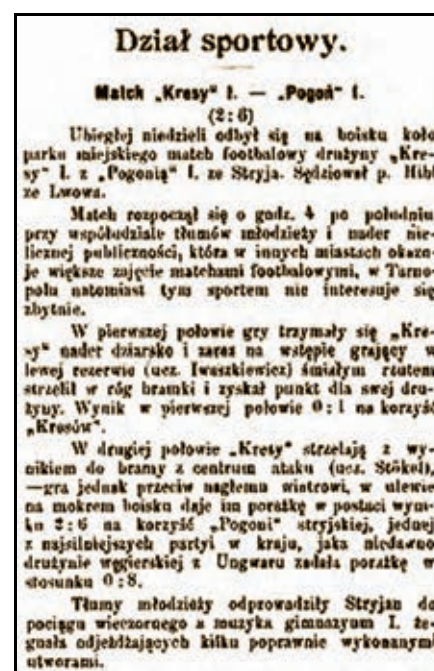 Dział sportowy.
Match „Kresy“ I. — „Pogoń“ I.
(2:6)
Ubiegłej niedzieli odbył się na boisku koło
parku miejskiego match footbalowy drużyny „Kre-
sy“ I. z „Pogonią“ I. ze Stryja. Sędziował p. Hibl
ze Lwowa.
Match rozpoczął się o godz. 4 po południu
przy współudziale tłumów młodzieży i nader nie-
licznej publiczności, która w innych miastach okazu-
je większe zajęcie matchami footbalowymi, w Tarno-
polu natomiast tym sportem nie interesuje się
zbytnie.
W pierwszej połowie gry trzymały się „Kre-
sy“ nader dziarsko i zaraz na wstępie grający w
lewej rezerwie (ucz. Iwaszkiewicz) śmiałym rzutem
strzelił w róg bramki i zyskał punkt dla swej dru-
żyny. Wynik w pierwszej połowie 0:1 na korzyść
„Kresów“.
W drugiej połowie „Kresy“ strzelają z wy-
nikiem do bramy z centrum ataku (ucz. Stökel),
—gra jednak przeciw nagłemu wiatrowi, w ulewie
na mokrem boisku daje im porażkę w postaci wyni-
ku 2:6 na korzyść „Pogoni“ stryjskiej, jednej
z najsilniejszych partyi w kraju, jaka niedawno
drużynie węgierskiej z Ungwaru zadała porażkę w
stosunku 0:8.
Tłumy młodzieży odprowadziły Stryjan do
pociągu wieczornego a muzyka gimnazyum I. że-
gnała odjeżdżających kilku poprawnie wykonanymi
utworami.